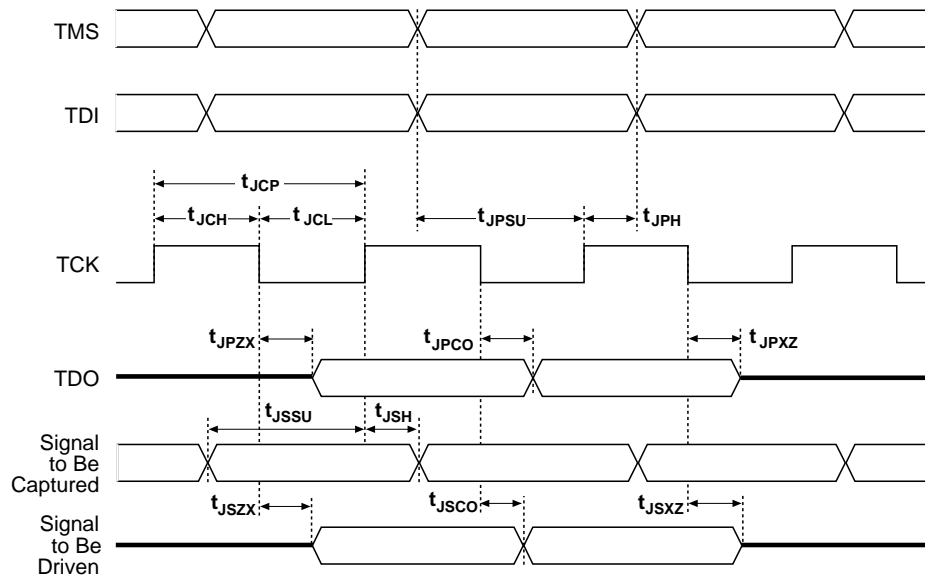 TMS
TDI
tJCP
tJCH
tJCL
tJPSU
tJPH
TCK
tJPZX
tJPCO
tJPXZ
TDO
tJSSU
tJSH
Signal
to Be
Captured
tJSZX
tJSCO
tJSXZ
Signal
to Be
Driven